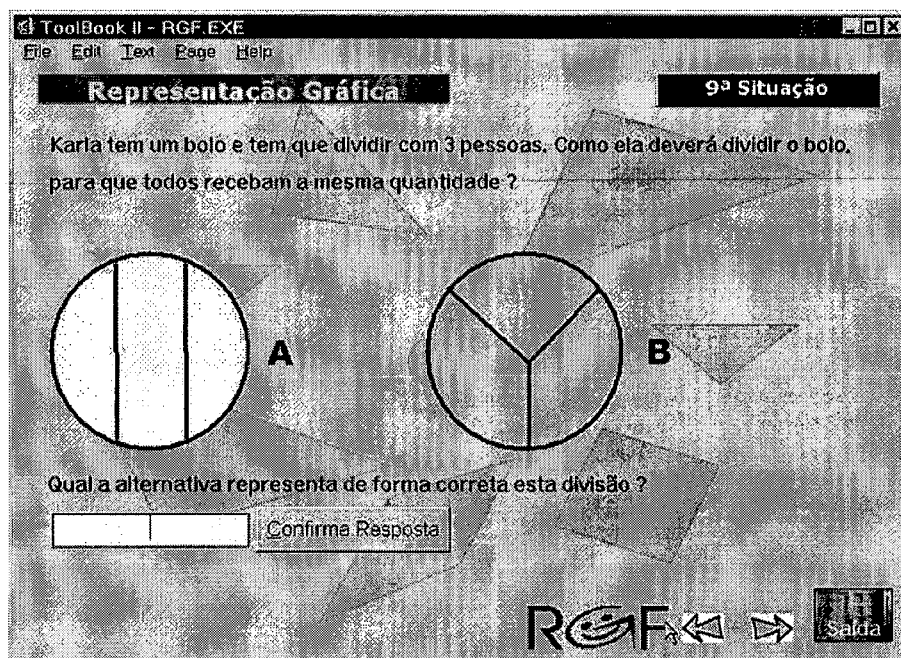 ToolBook II - RGF.EXE
File Edit Text Page Help
Representação Gráfica
9ª Situação
Karla tem um bolo e tem que dividir com 3 pessoas. Como ela deverá dividir o bolo,
para que todos recebam a mesma quantidade ?
A
B
Qual a alternativa representa de forma correta esta divisão ?
Confirma Resposta
RGF
Saída